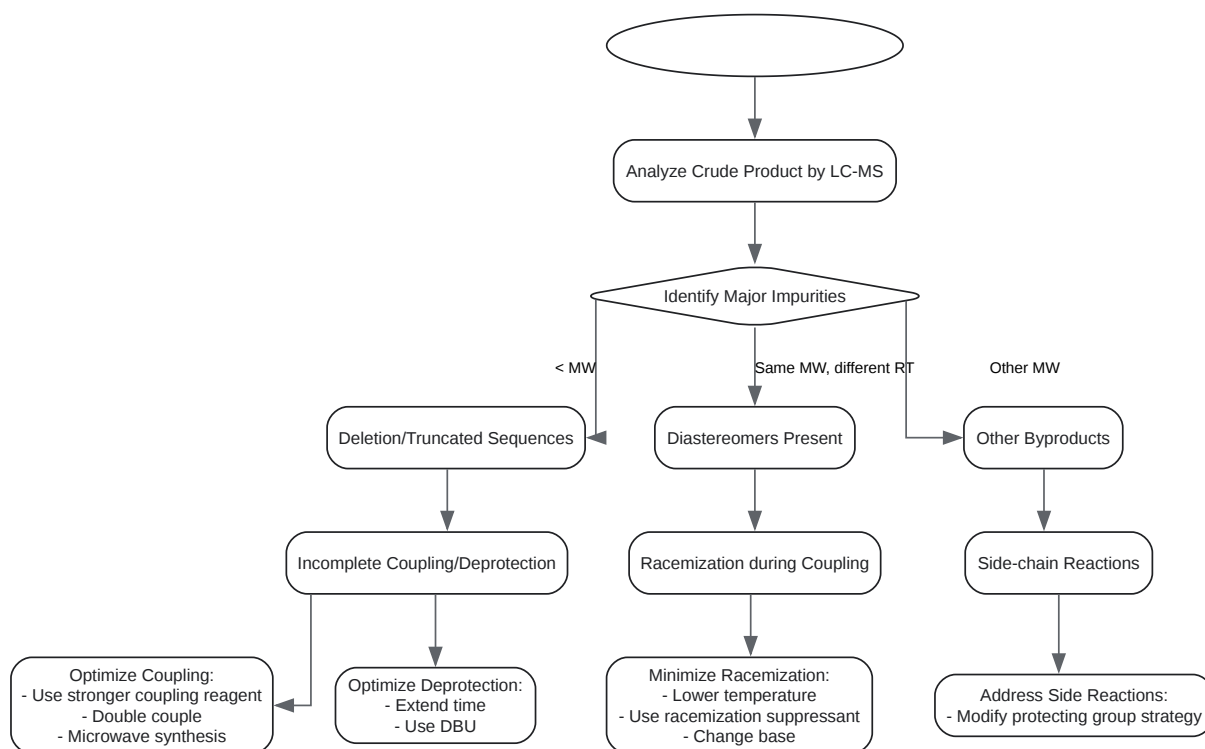 Analyze Crude Product by LC-MS
Identify Major Impurities
< MW
Same MW, different RT
Other MW
Deletion/Truncated Sequences
Diastereomers Present
Other Byproducts
Incomplete Coupling/Deprotection
Racemization during Coupling
Side-chain Reactions
Optimize Coupling:
- Use stronger coupling reagent
- Double couple
- Microwave synthesis
Optimize Deprotection:
- Extend time
- Use DBU
Minimize Racemization:
- Lower temperature
- Use racemization suppressant
- Change base
Address Side Reactions:
- Modify protecting group strategy